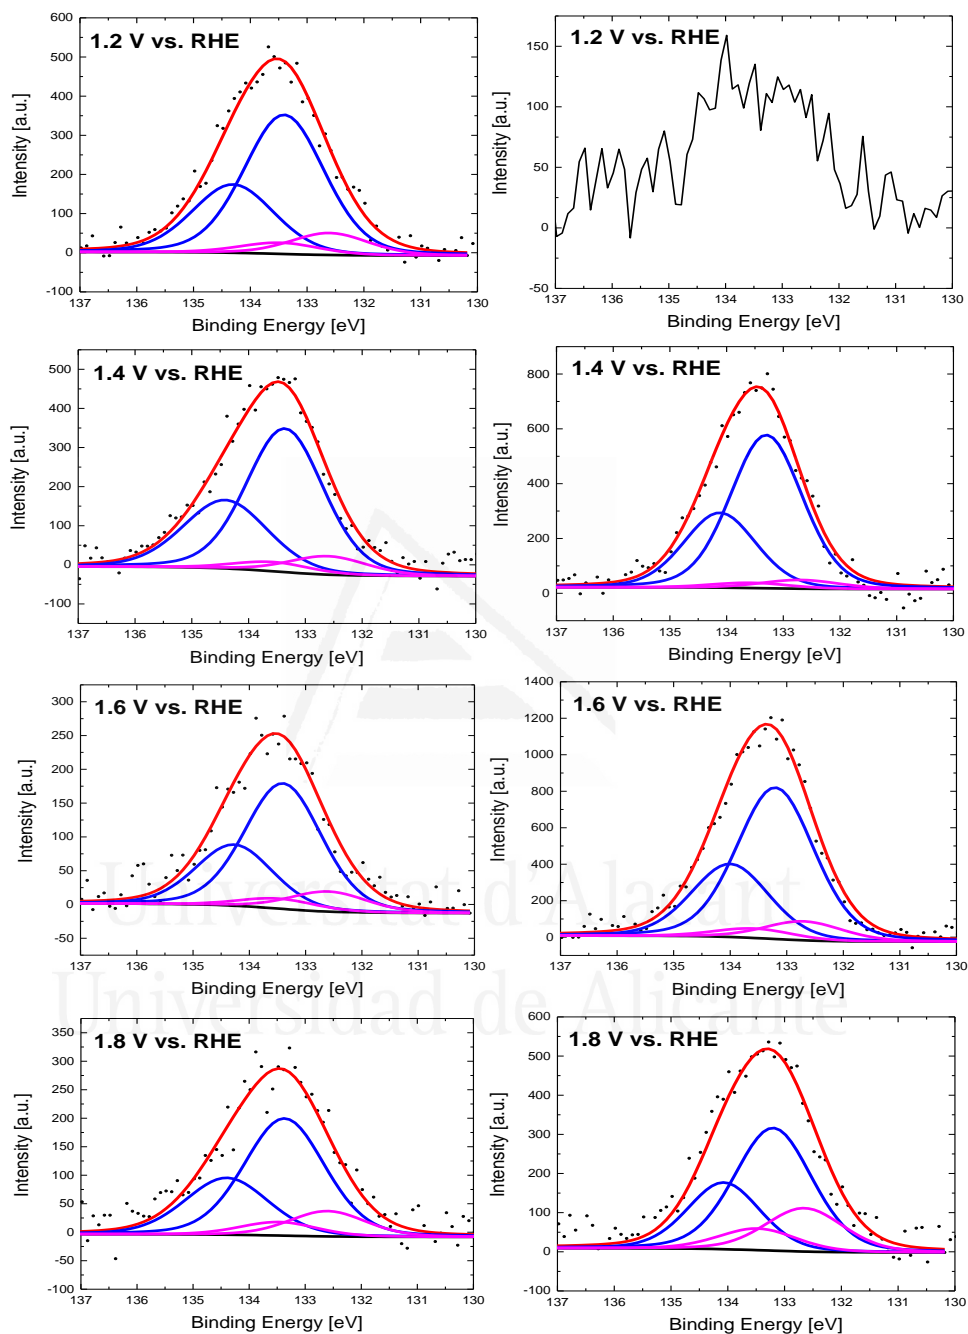 1.2 V vs. RHE
600
500
400
300
200
100
0
-100
Intensity [a.u.]
137 136 135 134 133 132 131 130
Binding Energy [eV]
1.2 V vs. RHE
150
100
50
0
-50
Intensity [a.u.]
137 136 135 134 133 132 131 130
Binding Energy [eV]
1.4 V vs. RHE
500
400
300
200
100
0
-100
Intensity [a.u.]
137 136 135 134 133 132 131 130
Binding Energy [eV]
1.4 V vs. RHE
800
600
400
200
0
Intensity [a.u.]
137 136 135 134 133 132 131 130
Binding Energy [eV]
1.6 V vs. RHE
300
250
200
150
100
50
0
-50
Intensity [a.u.]
137 136 135 134 133 132 131 130
Binding Energy [eV]
1.6 V vs. RHE
1400
1200
1000
800
600
400
200
0
Intensity [a.u.]
137 136 135 134 133 132 131 130
Binding Energy [eV]
Universitat d'Alacant
Universidad de Alicante
1.8 V vs. RHE
350
300
250
200
150
100
50
0
-50
-100
Intensity [a.u.]
137 136 135 134 133 132 131 130
Binding Energy [eV]
1.8 V vs. RHE
600
500
400
300
200
100
0
-100
Intensity [a.u.]
137 136 135 134 133 132 131 130
Binding Energy [eV]